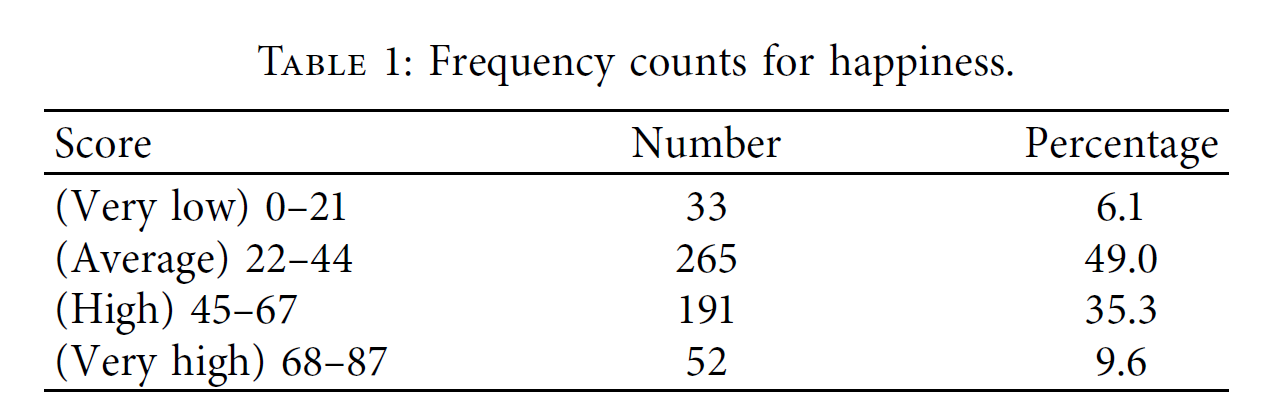 TABLE 1: Frequency counts for happiness.
Score Number Percentage
(Very low) 0–21 33 6.1
(Average) 22–44 265 49.0
(High) 45–67 191 35.3
(Very high) 68–87 52 9.6